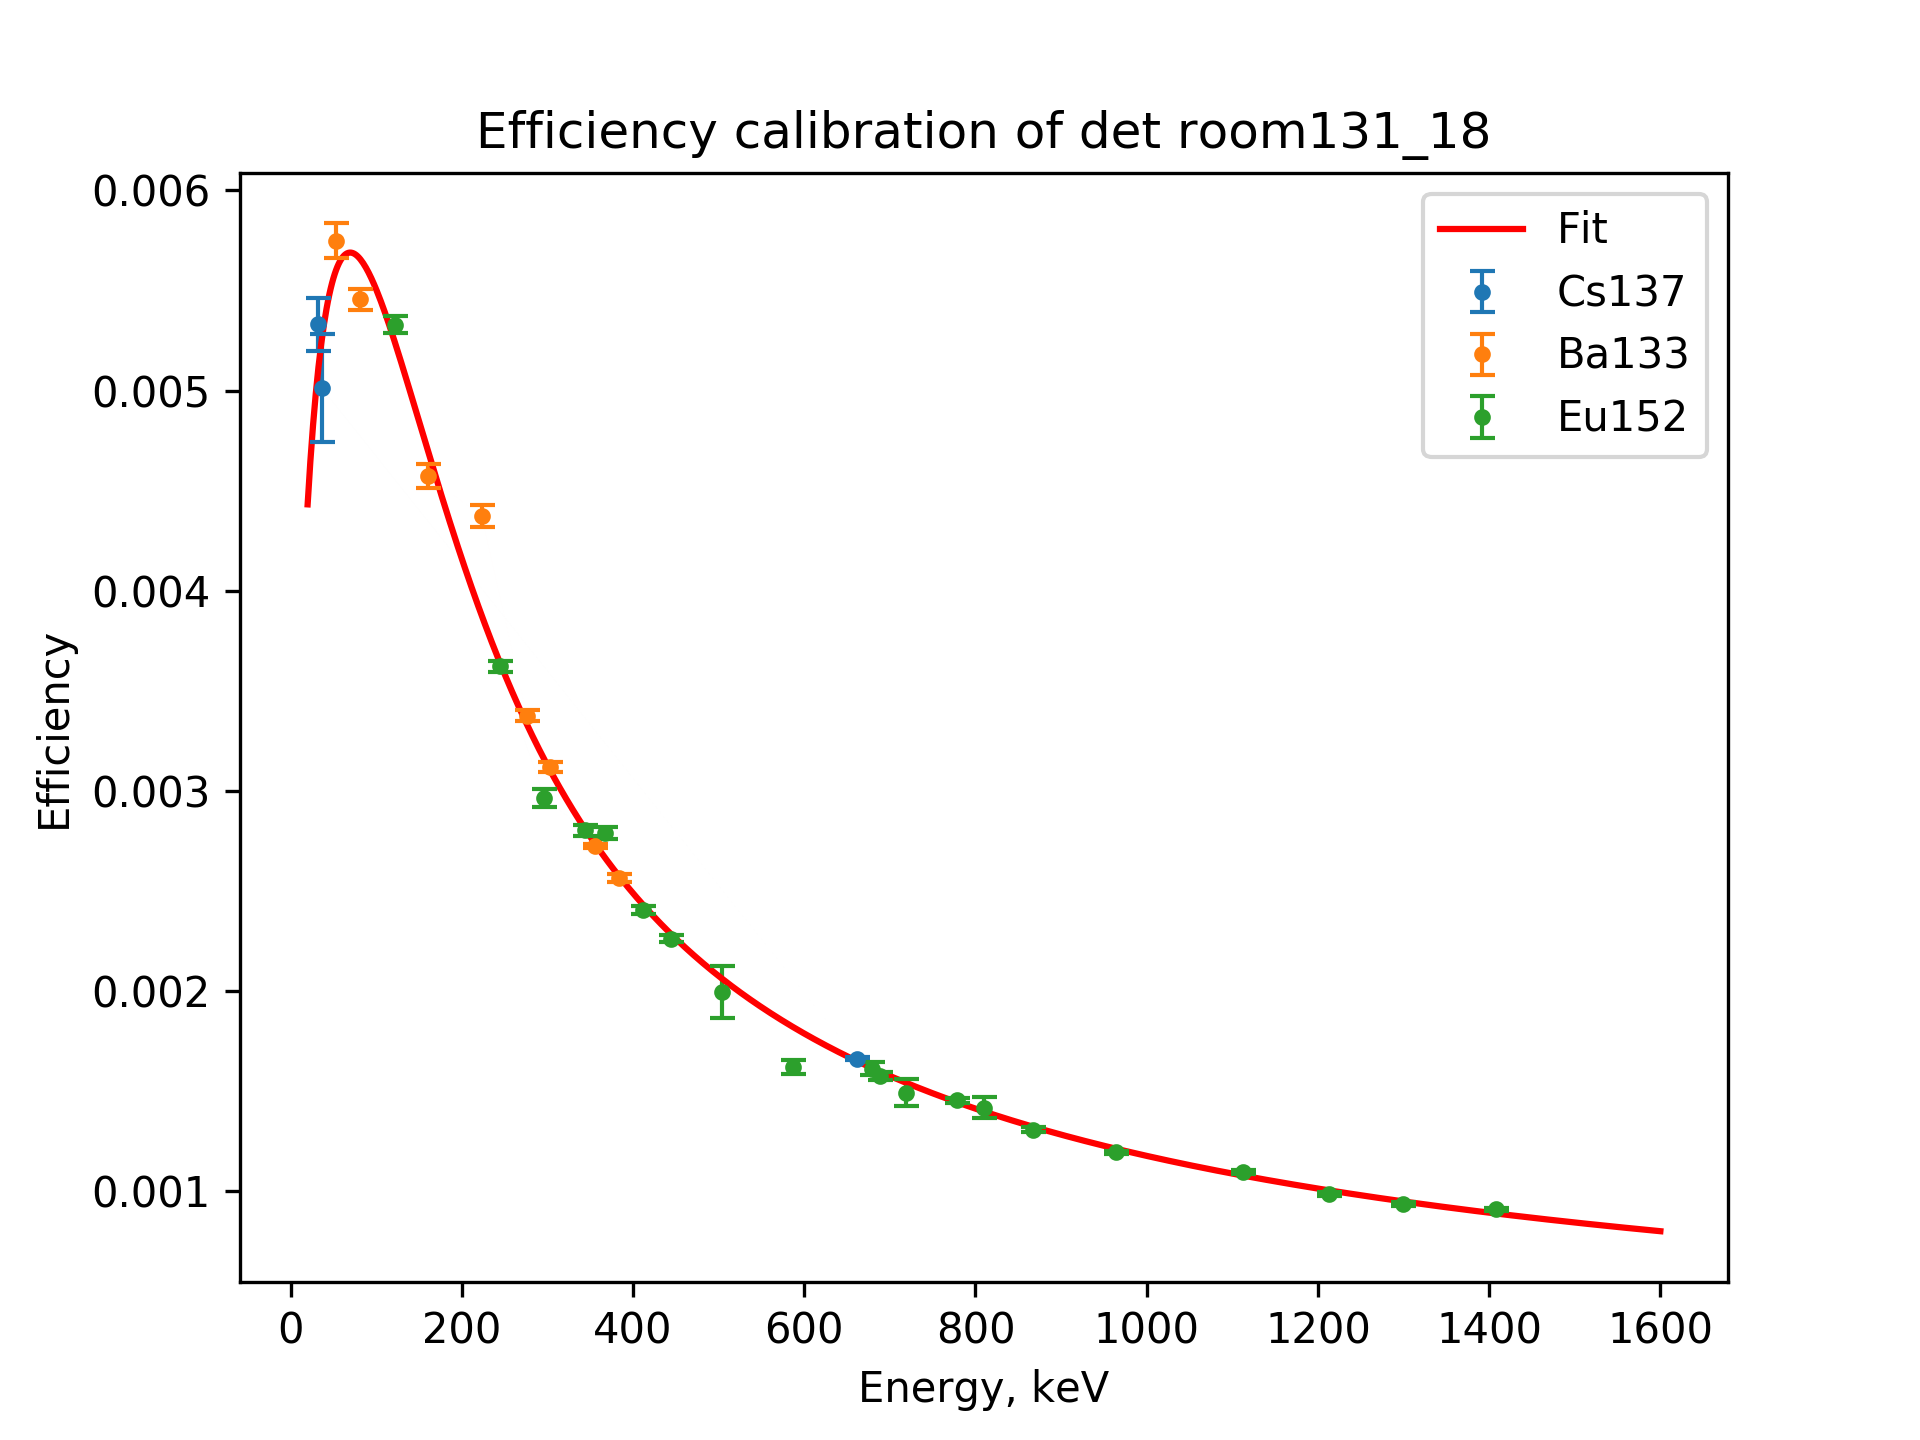 Efficiency calibration of det room131_18
0.006
0.005
0.004
0.003
0.002
0.001
Efficiency
Fit
Cs137
Ba133
Eu152
0 200 400 600 800 1000 1200 1400 1600
Energy, keV